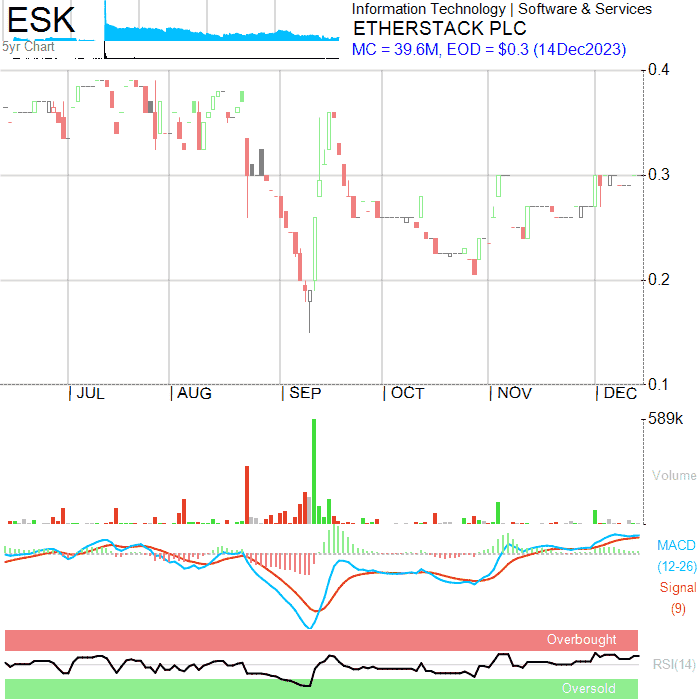 ESK
5yr Chart
Information Technology | Software & Services
ETHERSTACK PLC
MC = 39.6M, EOD = $0.3 (14Dec2023)
0.4
0.3
0.2
0.1
| JUL | AUG | SEP | OCT | NOV | DEC
589k
Volume
MACD
(12-26)
Signal
(9)
Overbought
RSI(14)
Oversold